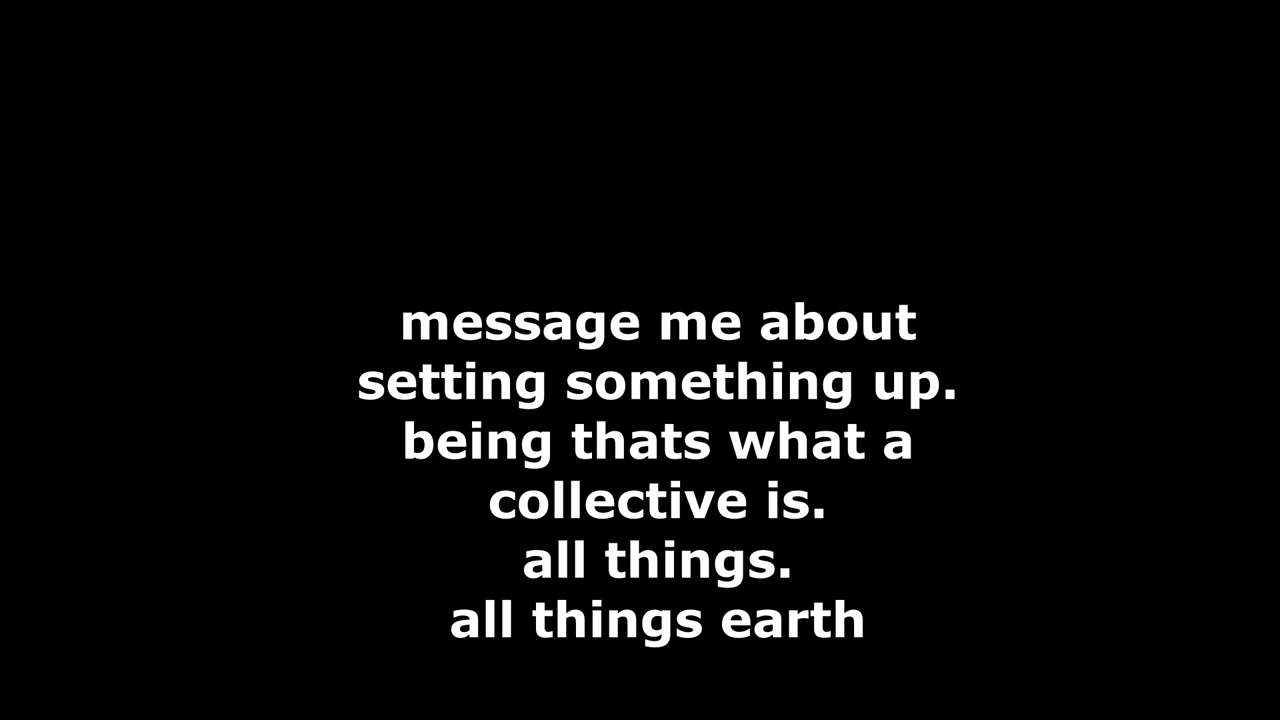 message me about
setting something up.
being thats what a
collective is.
all things.
all things earth